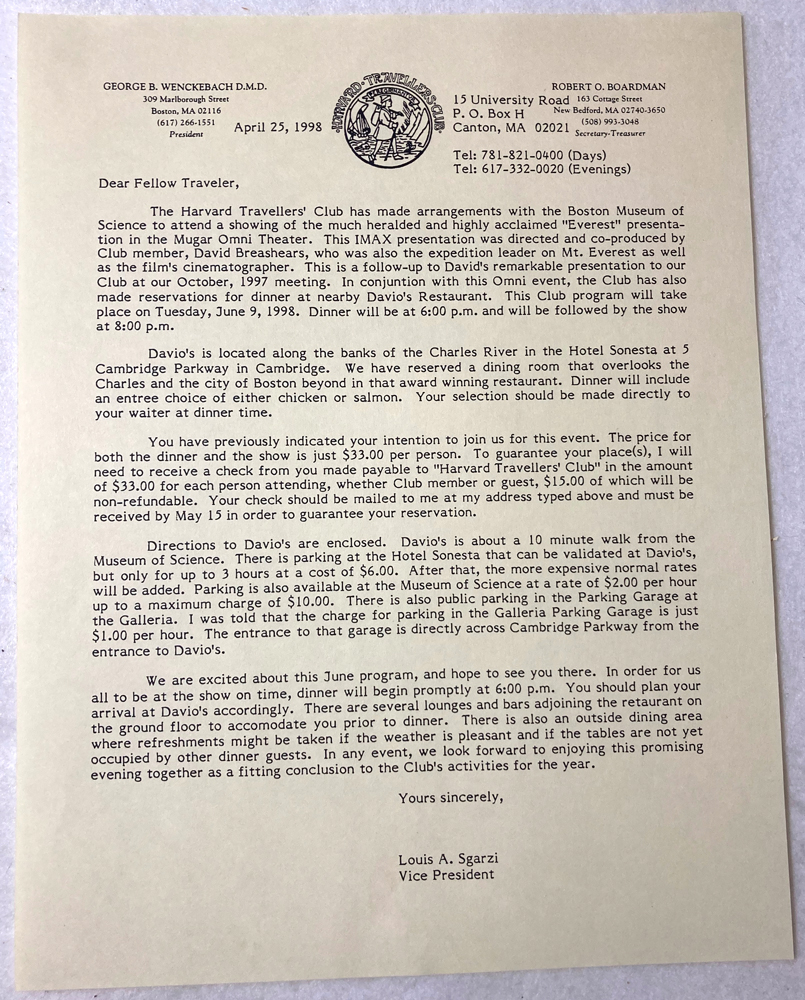 GEORGE B. WENCKEBACH D.M.D.
309 Marlborough Street
Boston, MA 02116
(617) 266-1551
President
April 25, 1998
HARVARD·TRAVELLERS·CLUB
ROBERT O. BOARDMAN
163 Cottage Street
New Bedford, MA 02740-3650
(508) 993-3048
Secretary-Treasurer
15 University Road
P. O. Box H
Canton, MA 02021
Tel: 781-821-0400 (Days)
Tel: 617-332-0020 (Evenings)
Dear Fellow Traveler,
The Harvard Travellers' Club has made arrangements with the Boston Museum of
Science to attend a showing of the much heralded and highly acclaimed "Everest" presenta-
tion in the Mugar Omni Theater. This IMAX presentation was directed and co-produced by
Club member, David Breashears, who was also the expedition leader on Mt. Everest as well
as the film's cinematographer. This is a follow-up to David's remarkable presentation to our
Club at our October, 1997 meeting. In conjuntion with this Omni event, the Club has also
made reservations for dinner at nearby Davio's Restaurant. This Club program will take
place on Tuesday, June 9, 1998. Dinner will be at 6:00 p.m. and will be followed by the show
at 8:00 p.m.
Davio's is located along the banks of the Charles River in the Hotel Sonesta at 5
Cambridge Parkway in Cambridge. We have reserved a dining room that overlooks the
Charles and the city of Boston beyond in that award winning restaurant. Dinner will include
an entree choice of either chicken or salmon. Your selection should be made directly to
your waiter at dinner time.
You have previously indicated your intention to join us for this event. The price for
both the dinner and the show is just $33.00 per person. To guarantee your place(s), I will
need to receive a check from you made payable to "Harvard Travellers' Club" in the amount
of $33.00 for each person attending, whether Club member or guest, $15.00 of which will be
non-refundable. Your check should be mailed to me at my address typed above and must be
received by May 15 in order to guarantee your reservation.
Directions to Davio's are enclosed. Davio's is about a 10 minute walk from the
Museum of Science. There is parking at the Hotel Sonesta that can be validated at Davio's,
but only for up to 3 hours at a cost of $6.00. After that, the more expensive normal rates
will be added. Parking is also available at the Museum of Science at a rate of $2.00 per hour
up to a maximum charge of $10.00. There is also public parking in the Parking Garage at
the Galleria. I was told that the charge for parking in the Galleria Parking Garage is just
$1.00 per hour. The entrance to that garage is directly across Cambridge Parkway from the
entrance to Davio's.
We are excited about this June program, and hope to see you there. In order for us
all to be at the show on time, dinner will begin promptly at 6:00 p.m. You should plan your
arrival at Davio's accordingly. There are several lounges and bars adjoining the retaurant on
the ground floor to accomodate you prior to dinner. There is also an outside dining area
where refreshments might be taken if the weather is pleasant and if the tables are not yet
occupied by other dinner guests. In any event, we look forward to enjoying this promising
evening together as a fitting conclusion to the Club's activities for the year.
Yours sincerely,
Louis A. Sgarzi
Vice President